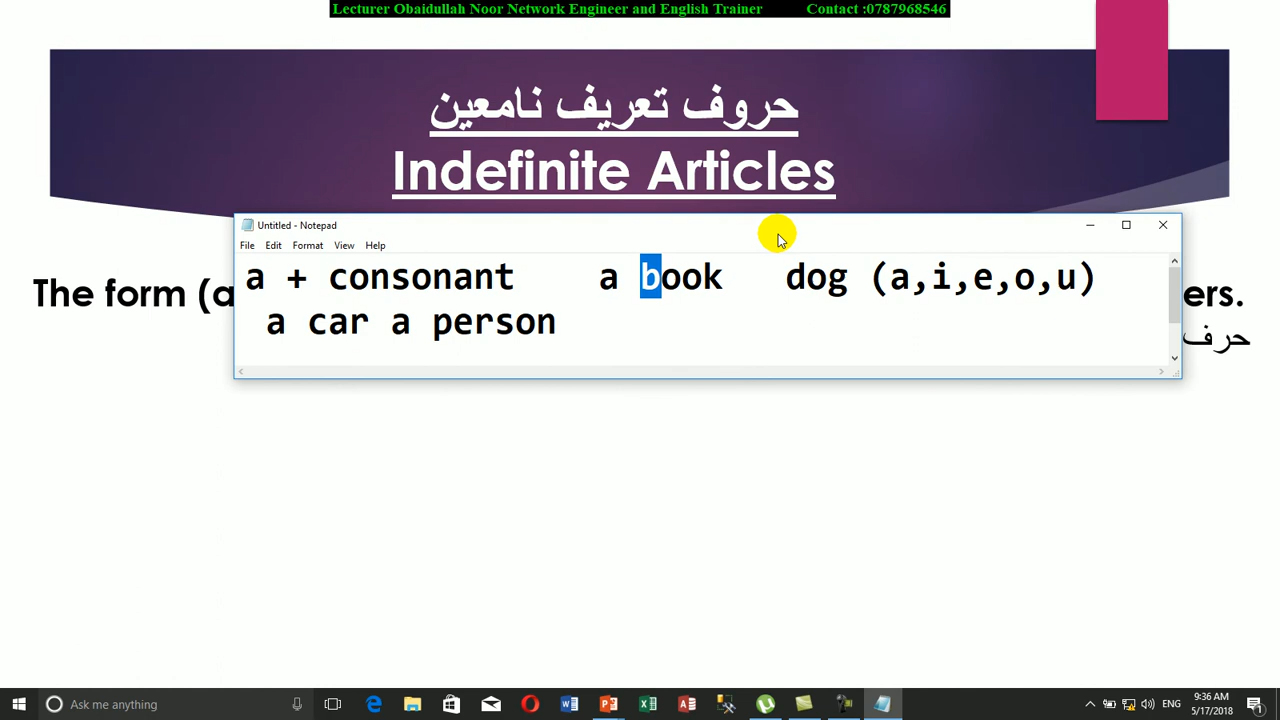 Lecturer Obaidullah Noor Network Engineer and English Trainer Contact :0787968546
حروف تعریف نامعین
Indefinite Articles
Untitled - Notepad
File Edit Format View Help
a + consonant a book dog (a,i,e,o,u)
a car a person
The form (a
ers.
حرف
Ask me anything
ENG
9:36 AM
5/17/2018